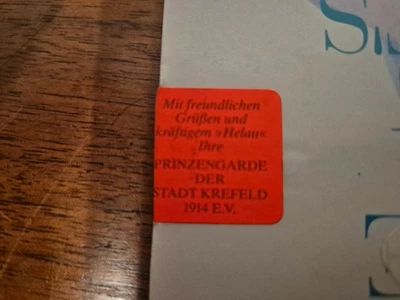 Mit freundlichen
Grüßen und
kräftigem »Helau«
Ihre
PRINZENGARDE
DER
STADT KREFELD
1914 E.V.